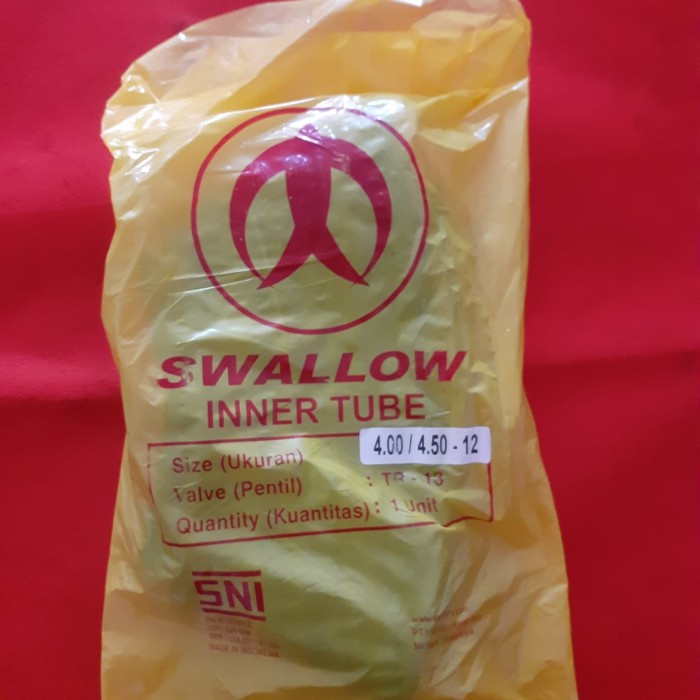 SWALLOW
INNER TUBE
Size (Ukuran)
4.00 / 4.50 - 12
Valve (Pentil) : TR - 13
Quantity (Kuantitas) : 1 Unit
SNI
MADE IN INDONESIA